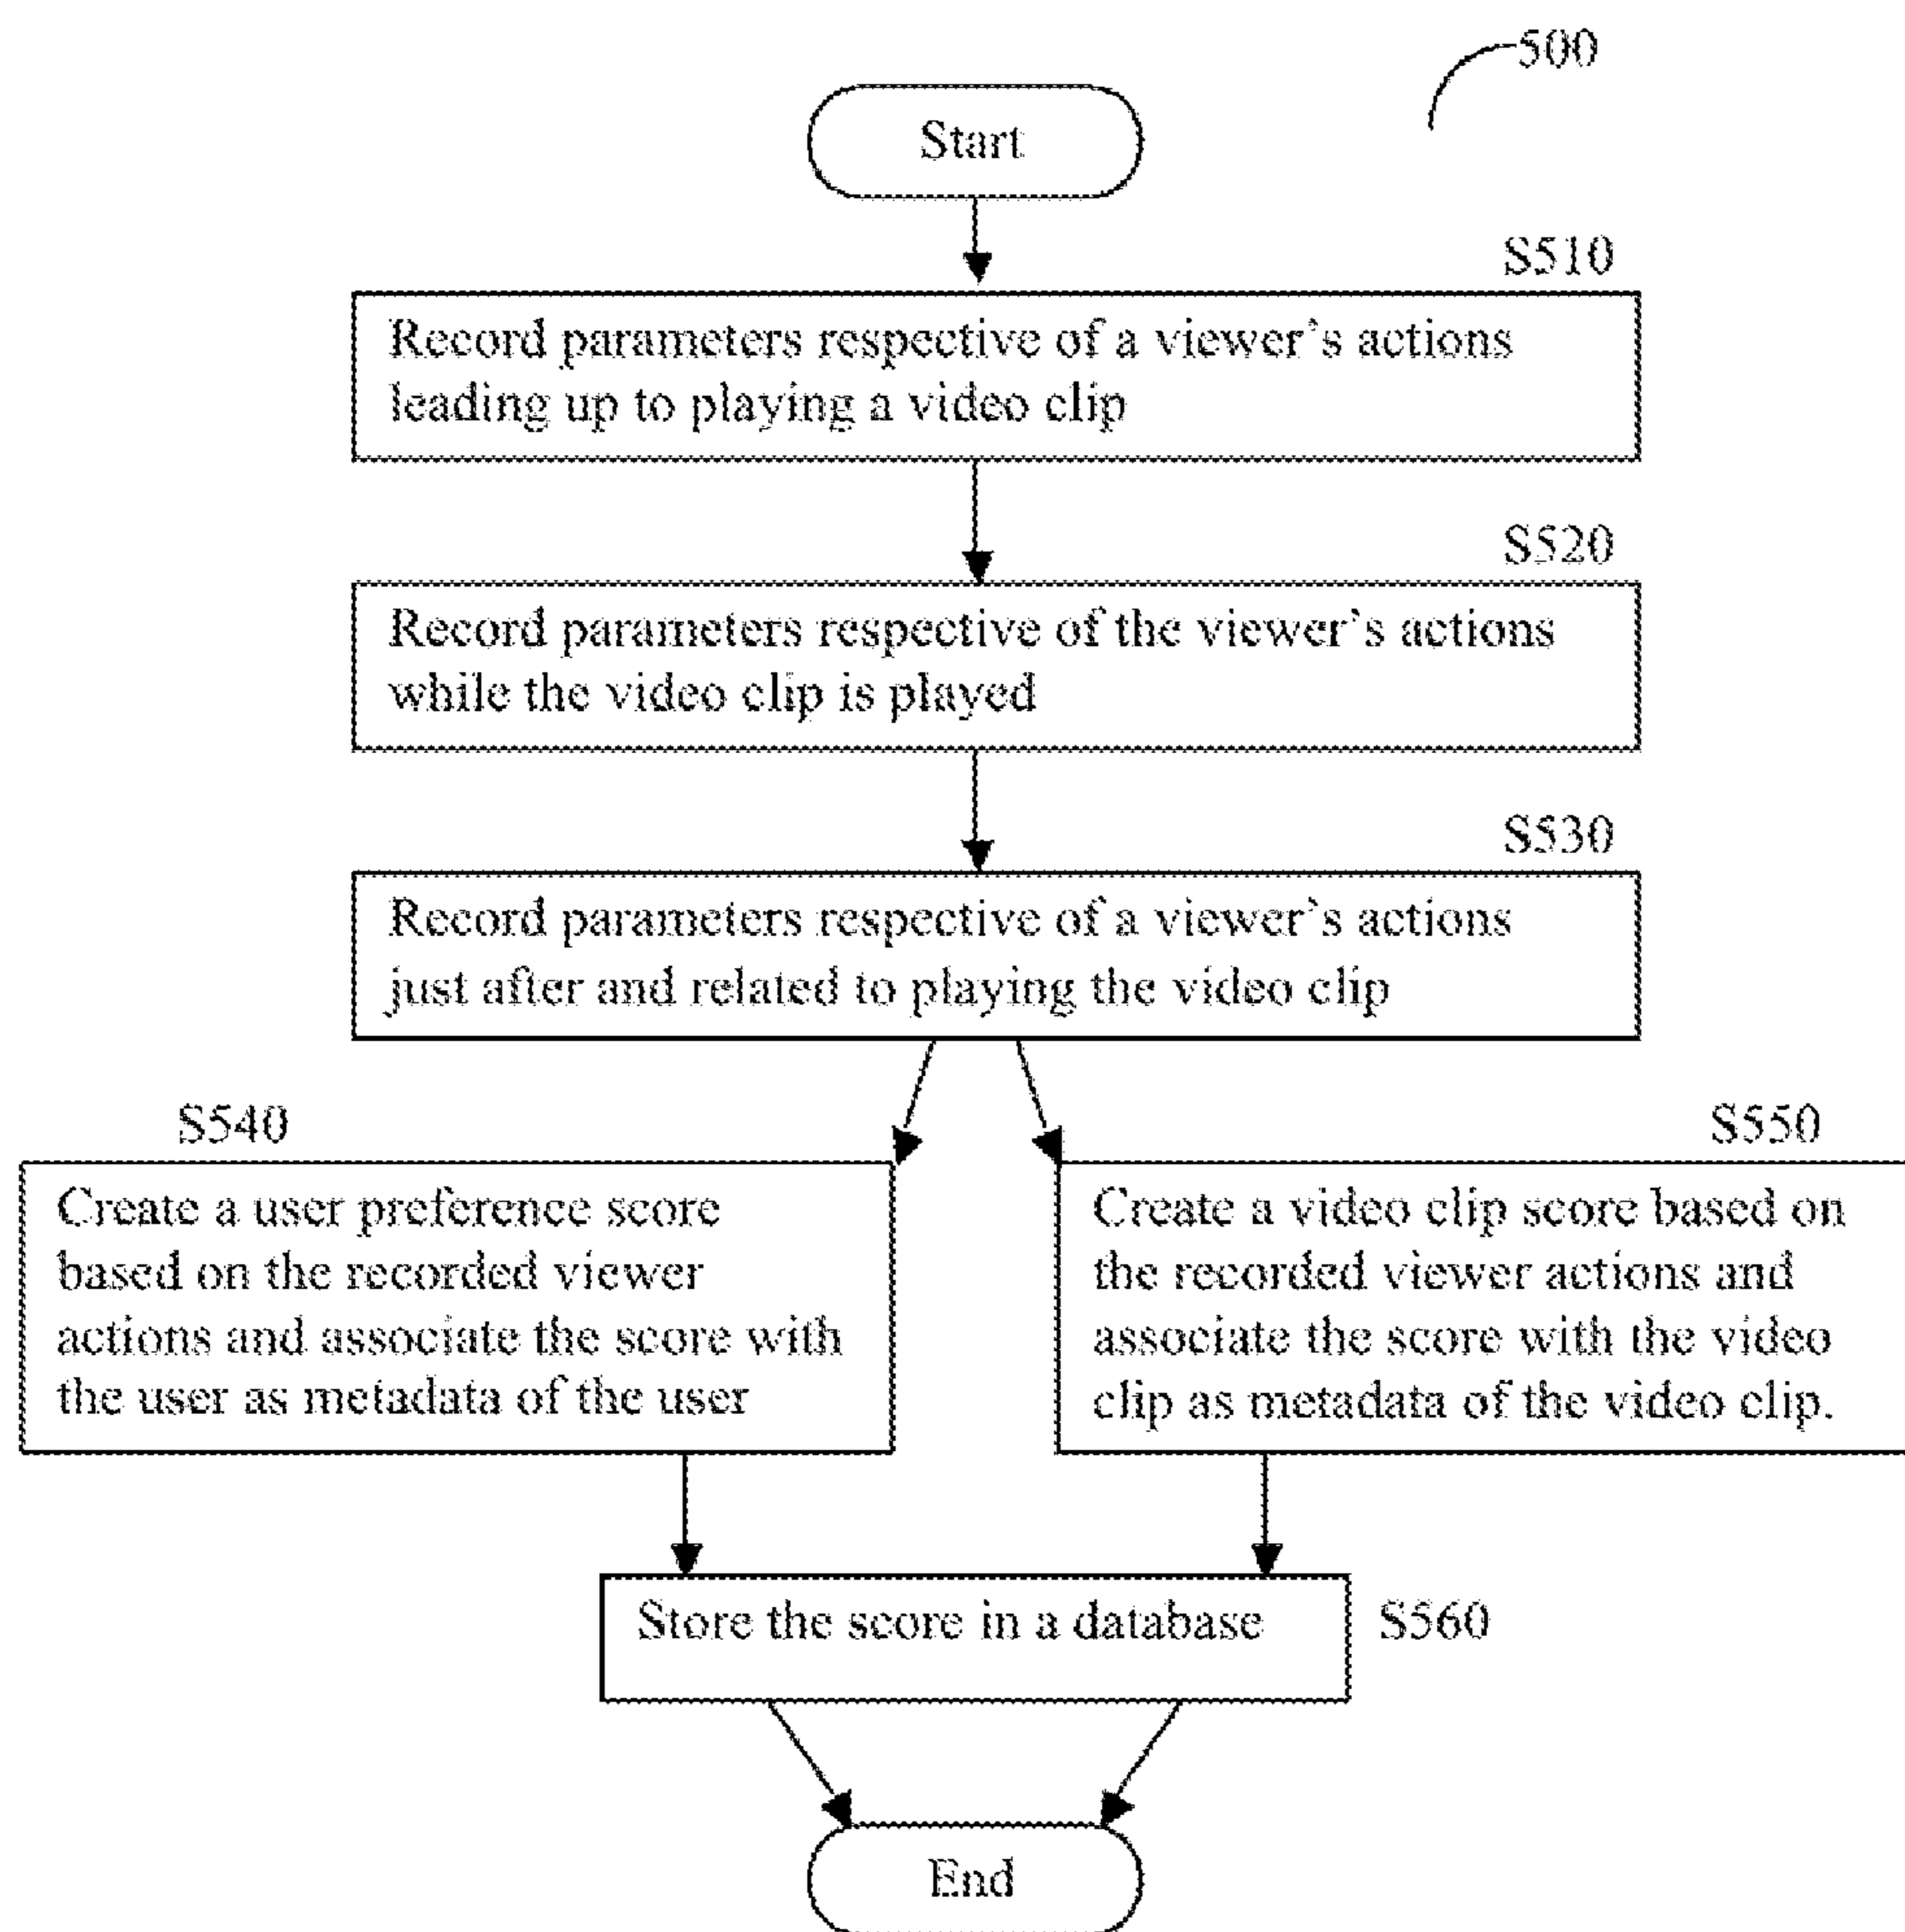 500
Start
S510
Record parameters respective of a viewer's actions
leading up to playing a video clip
S520
Record parameters respective of the viewer's actions
while the video clip is played
S530
Record parameters respective of a viewer's actions
just after and related to playing the video clip
S540
Create a user preference score
based on the recorded viewer
actions and associate the score with
the user as metadata of the user
S550
Create a video clip score based on
the recorded viewer actions and
associate the score with the video
clip as metadata of the video clip.
Store the score in a database
S560
End